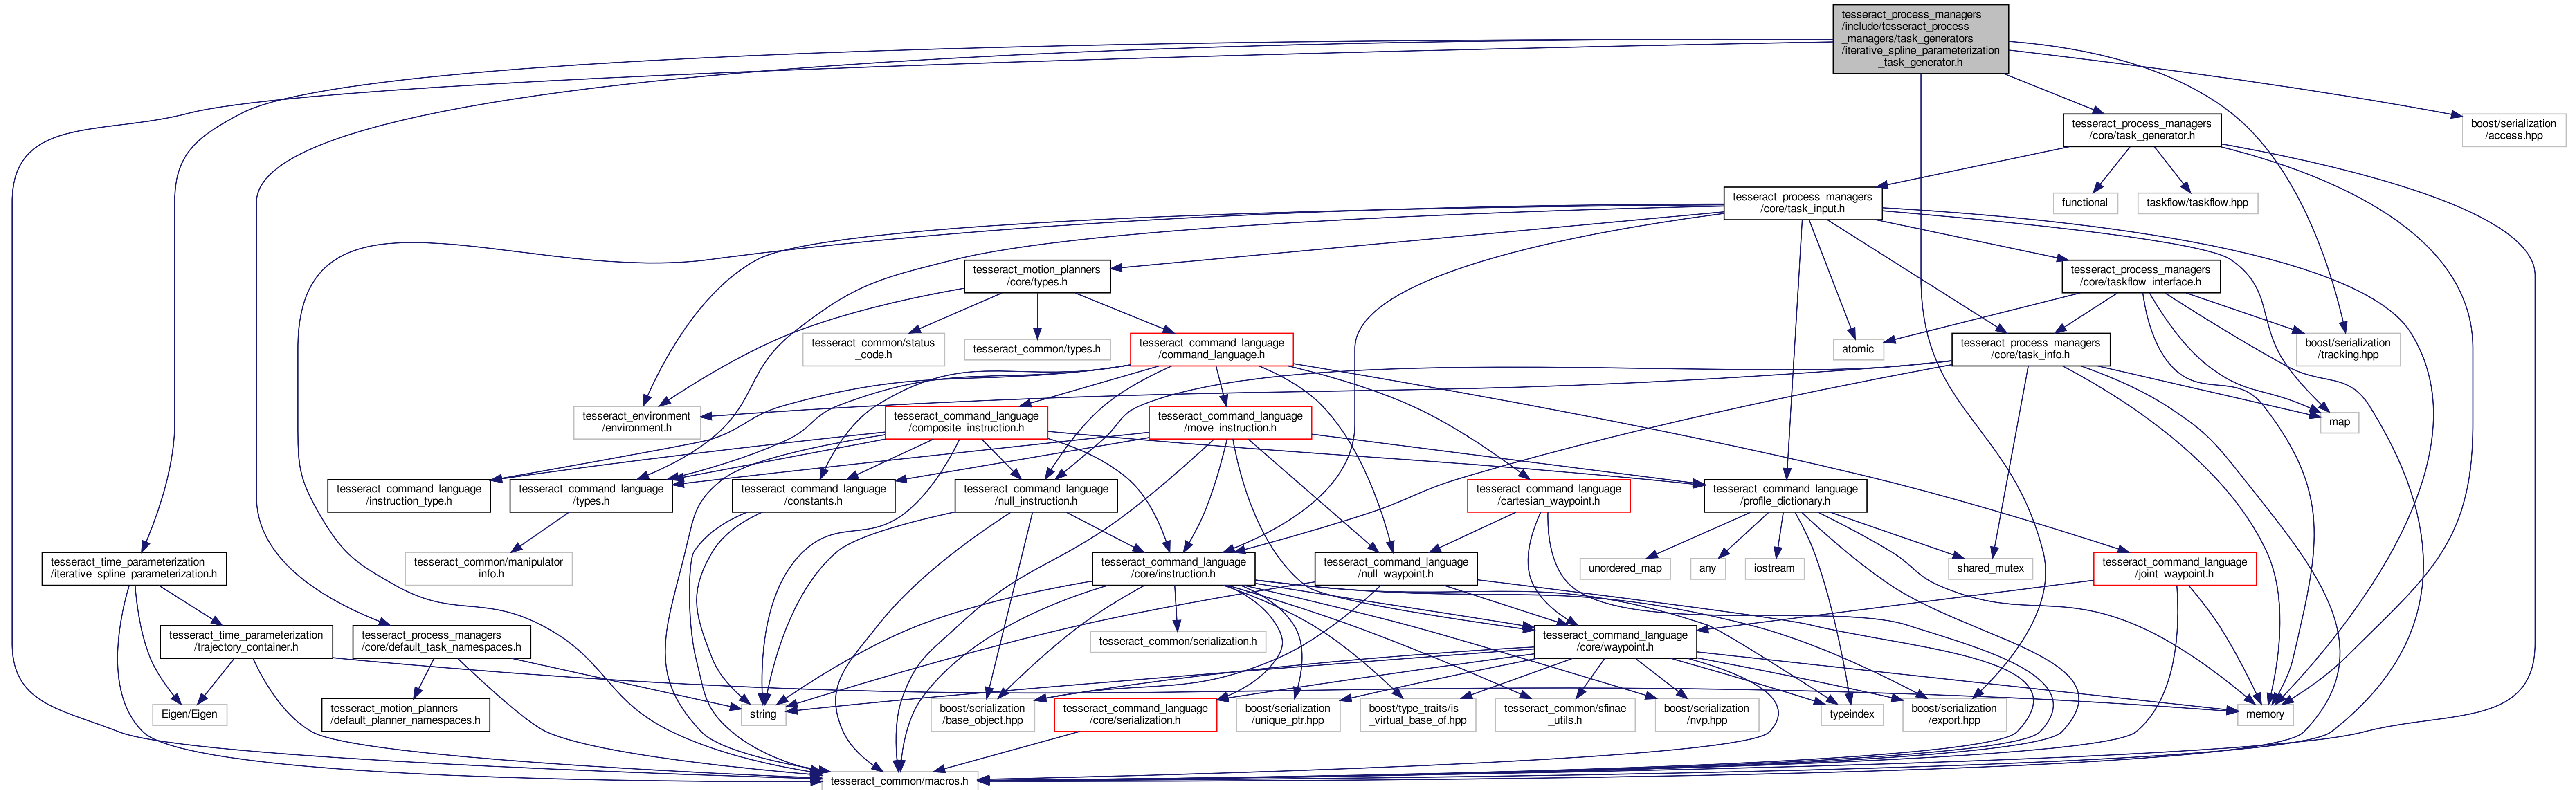 tesseract_process_managers
/include/tesseract_process
_managers/task_generators
/iterative_spline_parameterization
_task_generator.h
tesseract_process_managers
/core/task_generator.h
boost/serialization
/access.hpp
tesseract_process_managers
/core/task_input.h
functional
taskflow/taskflow.hpp
tesseract_motion_planners
/core/types.h
tesseract_process_managers
/core/taskflow_interface.h
tesseract_common/status
_code.h
tesseract_common/types.h
tesseract_command_language
/command_language.h
atomic
tesseract_process_managers
/core/task_info.h
boost/serialization
/tracking.hpp
tesseract_environment
/environment.h
tesseract_command_language
/composite_instruction.h
tesseract_command_language
/move_instruction.h
map
tesseract_command_language
/instruction_type.h
tesseract_command_language
/types.h
tesseract_command_language
/constants.h
tesseract_command_language
/null_instruction.h
tesseract_command_language
/cartesian_waypoint.h
tesseract_command_language
/profile_dictionary.h
tesseract_time_parameterization
/iterative_spline_parameterization.h
tesseract_common/manipulator
_info.h
tesseract_command_language
/core/instruction.h
tesseract_command_language
/null_waypoint.h
unordered_map
any
iostream
shared_mutex
tesseract_command_language
/joint_waypoint.h
tesseract_time_parameterization
/trajectory_container.h
tesseract_process_managers
/core/default_task_namespaces.h
tesseract_common/serialization.h
tesseract_command_language
/core/waypoint.h
Eigen/Eigen
tesseract_motion_planners
/default_planner_namespaces.h
string
boost/serialization
/base_object.hpp
tesseract_command_language
/core/serialization.h
boost/serialization
/unique_ptr.hpp
boost/type_traits/is
_virtual_base_of.hpp
tesseract_common/sfinae
_utils.h
boost/serialization
/nvp.hpp
typeindex
boost/serialization
/export.hpp
memory
tesseract_common/macros.h